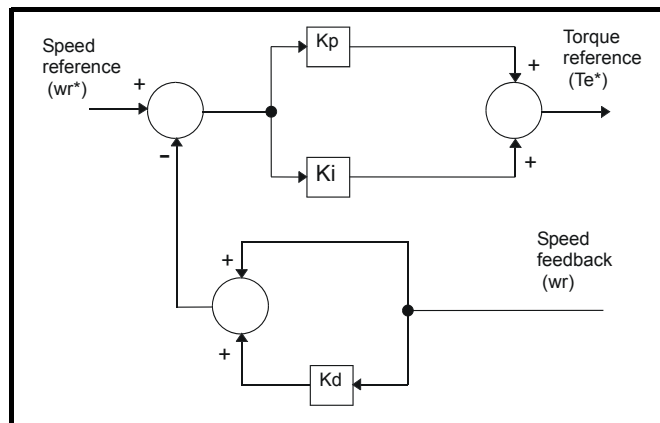 Speed
reference
(wr*)
+
-
Kp
Ki
+
+
Torque
reference
(Te*)
Speed
feedback
(wr)
+
+
Kd